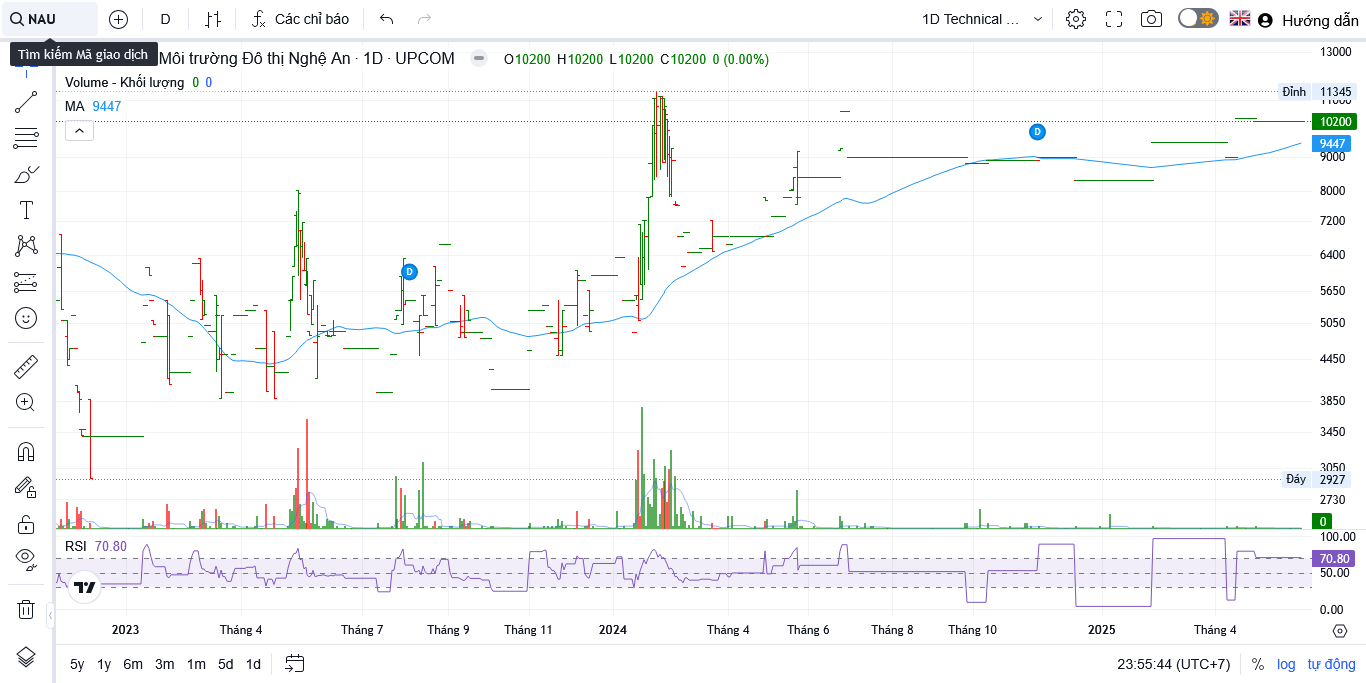 NAU
D
Các chỉ báo
1D Technical ...
Hướng dẫn
Tìm kiếm Mã giao dịch
Môi trường Đô thị Nghệ An · 1D · UPCOM
O10200 H10200 L10200 C10200 0 (0.00%)
Volume - Khối lượng 0 0
MA 9447
13000
Đỉnh 11345
11000
10200
9447
9000
8000
7200
6400
5650
5050
4450
3850
3450
3050
Đáy 2927
2730
0
D
D
RSI 70.80
100.00
70.80
50.00
0.00
2023
Tháng 4
Tháng 7
Tháng 9
Tháng 11
2024
Tháng 4
Tháng 6
Tháng 8
Tháng 10
2025
Tháng 4
5y 1y 6m 3m 1m 5d 1d
23:55:44 (UTC+7)
% log tự động